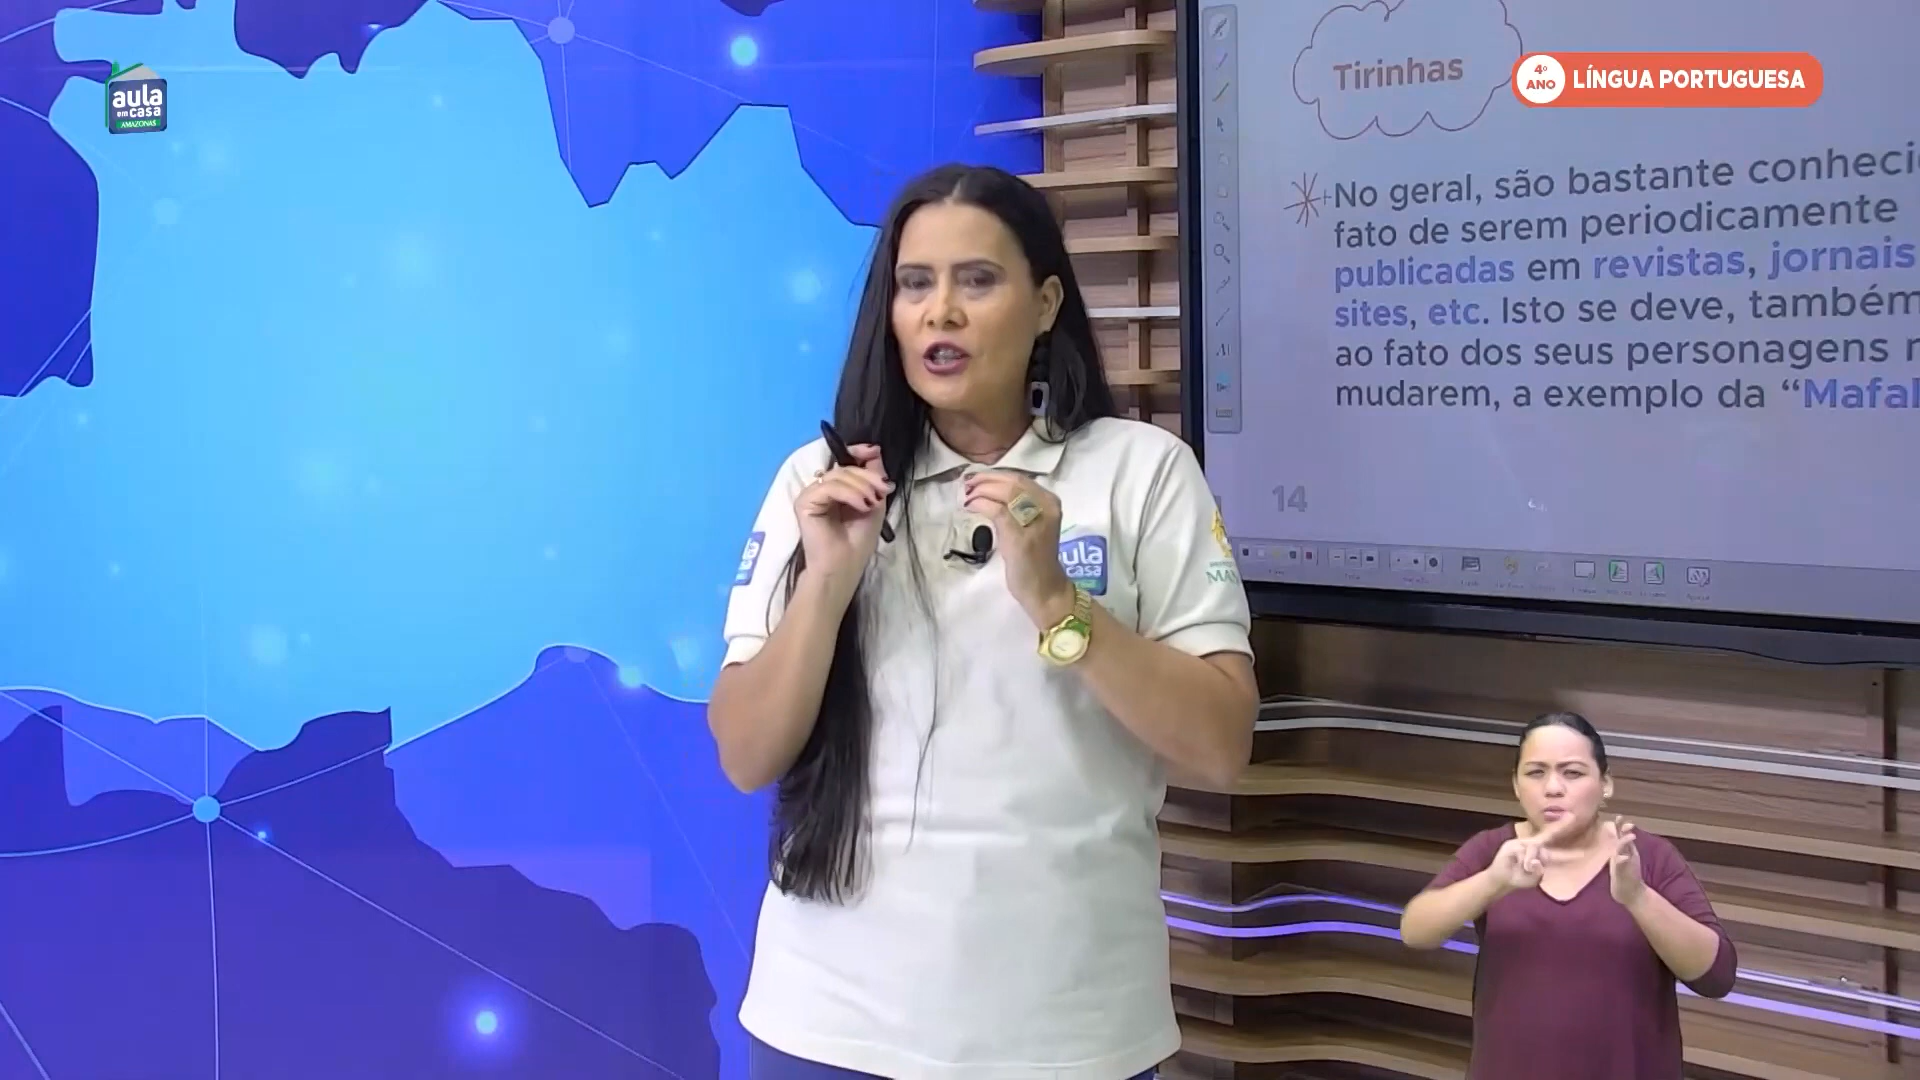 aula
em casa
AMAZONAS
4º
ANO
LÍNGUA PORTUGUESA
Tirinhas
No geral, são bastante conheci
fato de serem periodicamente
publicadas em revistas, jornais
sites, etc. Isto se deve, também
ao fato dos seus personagens
mudarem, a exemplo da “Mafal
14
aula
casa